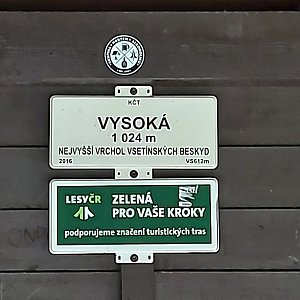 KČT
VYSOKÁ
1 024 m
NEJVYŠŠÍ VRCHOL VSETÍNSKÝCH BESKYD
2016 VS612m
LESY ČR
ZELENÁ
PRO VAŠE KROKY
podporujeme značení turistických tras